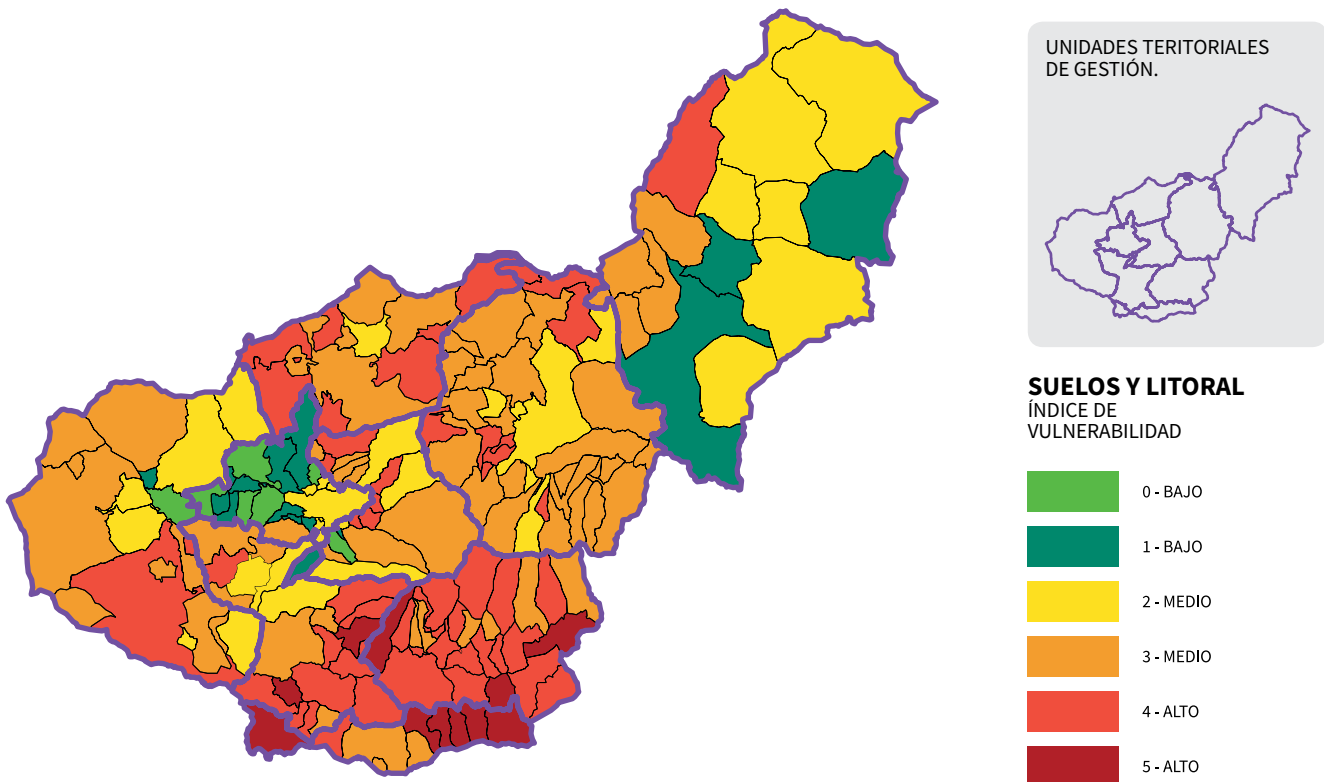 UNIDADES TERITORIALES
DE GESTIÓN.
SUELOS Y LITORAL
ÍNDICE DE
VULNERABILIDAD
0 - BAJO
1 - BAJO
2 - MEDIO
3 - MEDIO
4 - ALTO
5 - ALTO